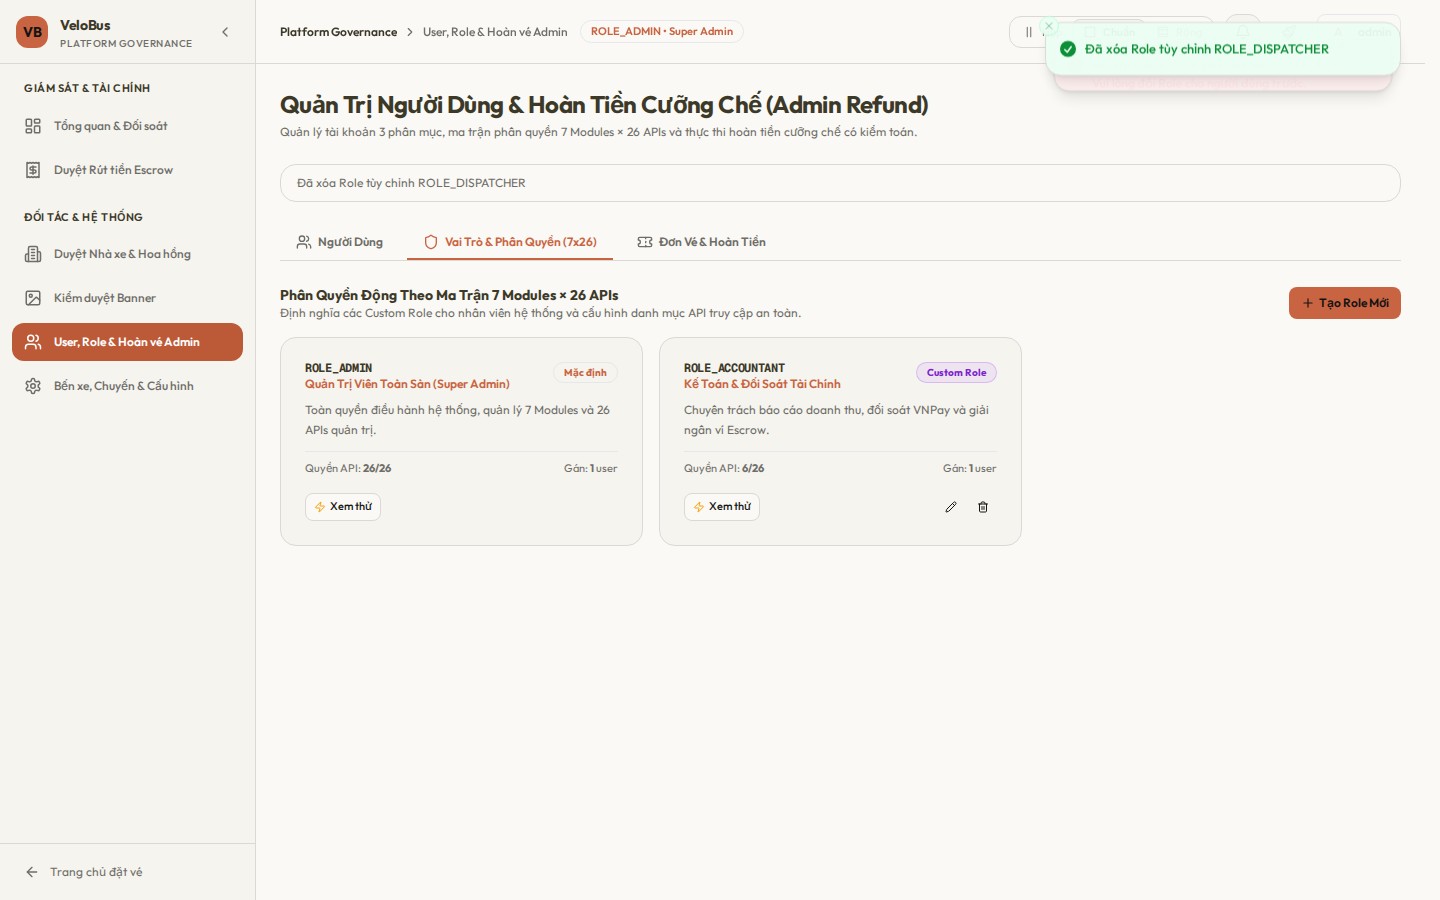 VB
VeloBus
PLATFORM GOVERNANCE
GIÁM SÁT & TÀI CHÍNH
Tổng quan & Đối soát
Duyệt Rút tiền Escrow
ĐỐI TÁC & HỆ THỐNG
Duyệt Nhà xe & Hoa hồng
Kiểm duyệt Banner
User, Role & Hoàn vé Admin
Bến xe, Chuyến & Cấu hình
Trang chủ đặt vé
Platform Governance
User, Role & Hoàn vé Admin
ROLE_ADMIN • Super Admin
Đã xóa Role tùy chỉnh ROLE_DISPATCHER
Quản Trị Người Dùng & Hoàn Tiền Cưỡng Chế (Admin Refund)
Quản lý tài khoản 3 phân mục, ma trận phân quyền 7 Modules × 26 APIs và thực thi hoàn tiền cưỡng chế có kiểm toán.
Đã xóa Role tùy chỉnh ROLE_DISPATCHER
Người Dùng
Vai Trò & Phân Quyền (7x26)
Đơn Vé & Hoàn Tiền
Phân Quyền Động Theo Ma Trận 7 Modules × 26 APIs
Định nghĩa các Custom Role cho nhân viên hệ thống và cấu hình danh mục API truy cập an toàn.
Tạo Role Mới
ROLE_ADMIN
Mặc định
Quản Trị Viên Toàn Sàn (Super Admin)
Toàn quyền điều hành hệ thống, quản lý 7 Modules và 26
APIs quản trị.
Quyền API: 26/26
Gán: 1 user
Xem thử
ROLE_ACCOUNTANT
Custom Role
Kế Toán & Đối Soát Tài Chính
Chuyên trách báo cáo doanh thu, đối soát VNPay và giải
ngân ví Escrow.
Quyền API: 6/26
Gán: 1 user
Xem thử